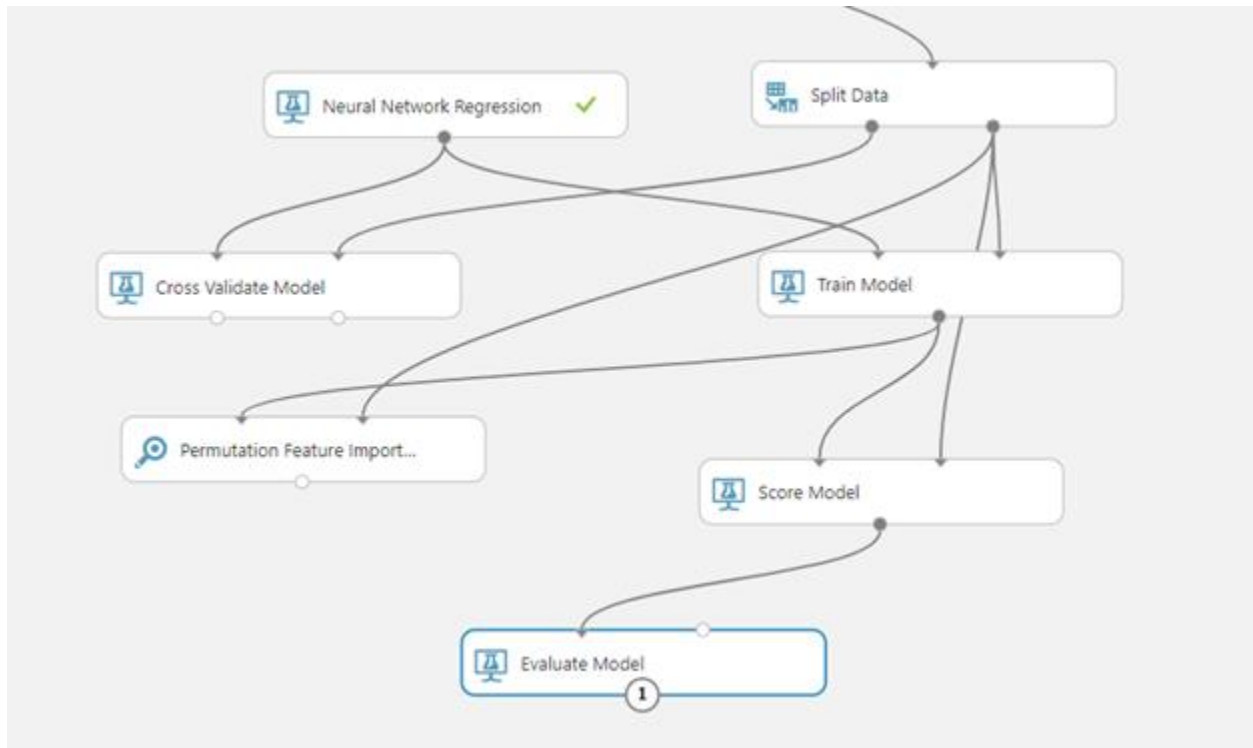 Neural Network Regression
Split Data
Cross Validate Model
Train Model
Permutation Feature Import...
Score Model
Evaluate Model
1